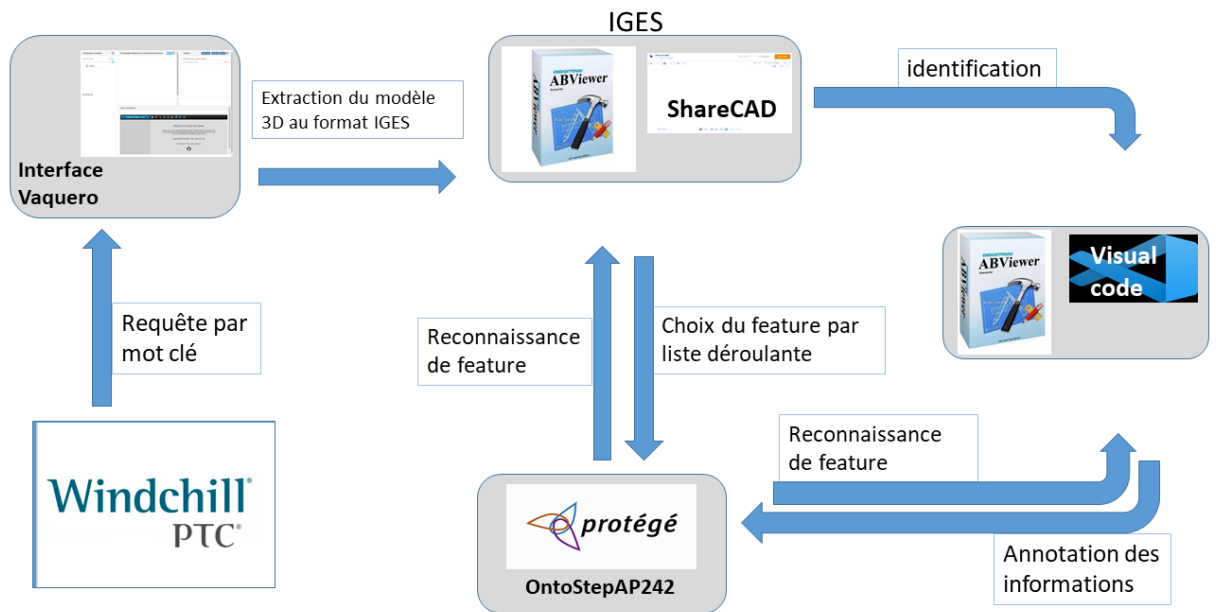 IGES
Interface
Vaquero
Extraction du modèle
3D au format IGES
ABViewer
ABViewer
ShareCAD
identification
ABViewer
ABViewer
Visual
code
Requête par
mot clé
Reconnaissance
de feature
Choix du feature par
liste déroulante
Windchill®
PTC®
Reconnaissance
de feature
protégé
OntoStepAP242
Annotation des
informations